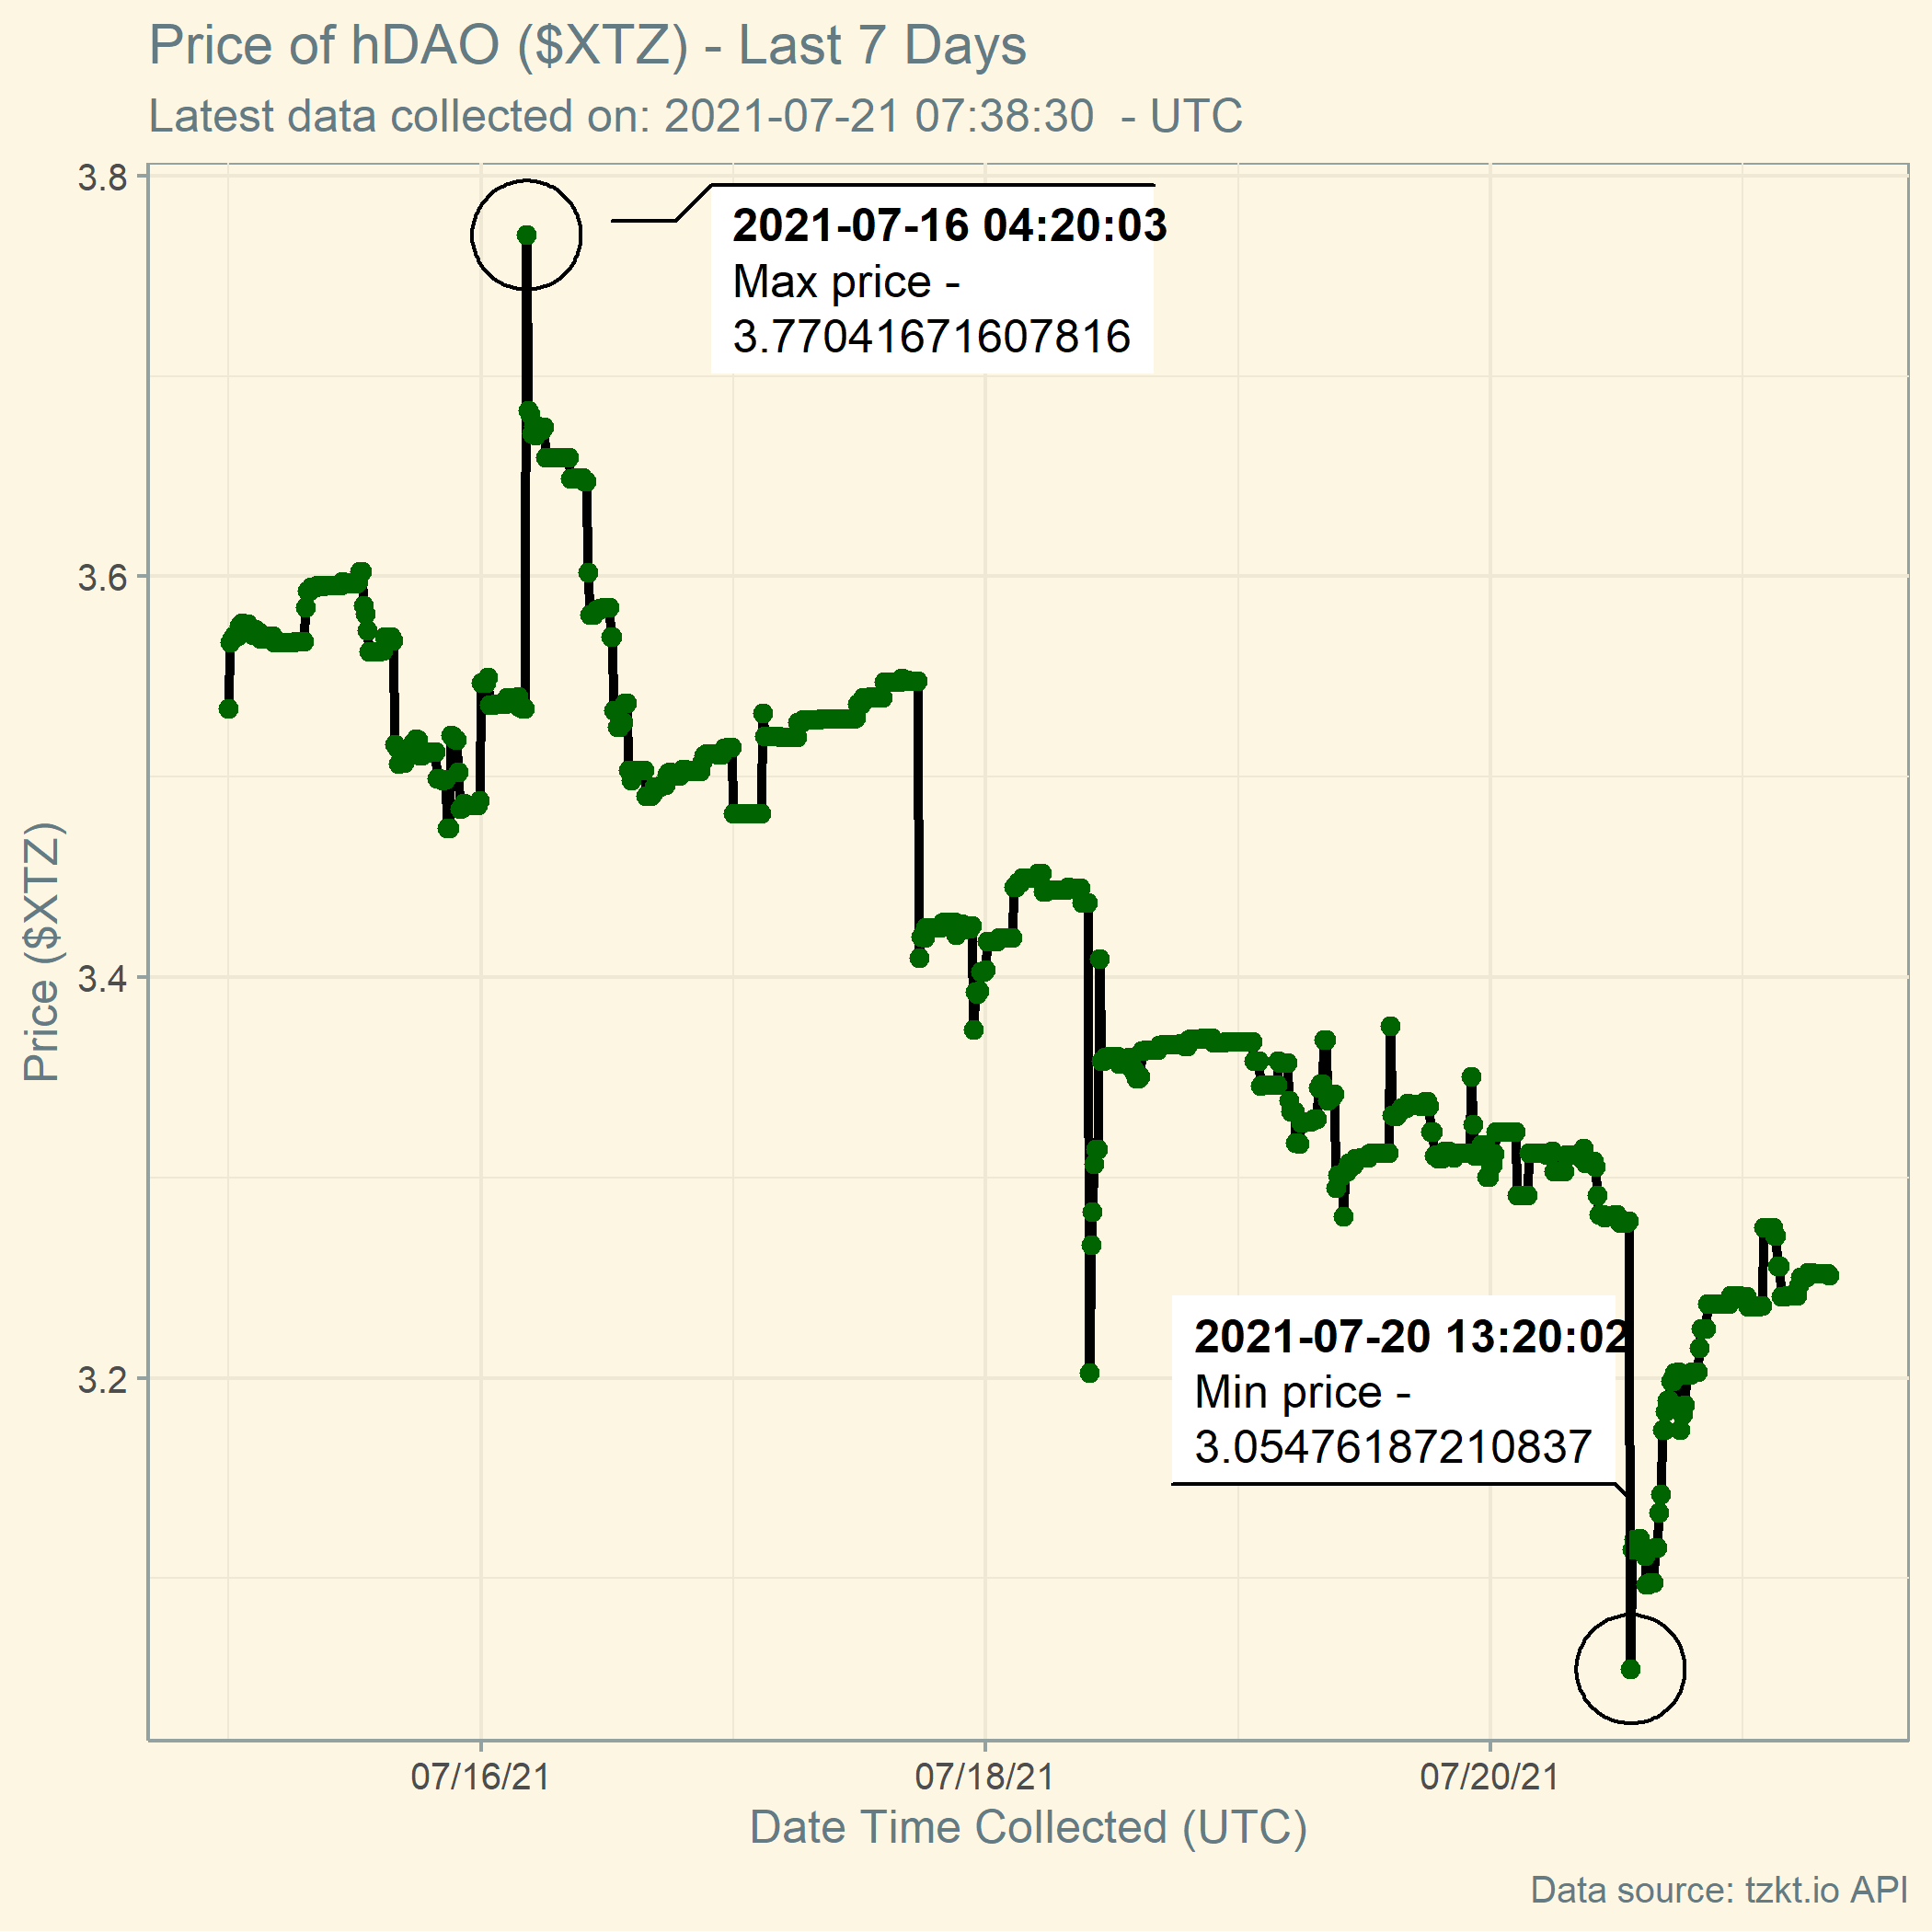 Price of hDAO ($XTZ) - Last 7 Days
Latest data collected on: 2021-07-21 07:38:30  - UTC
3.8
3.6
3.4
3.2
Price ($XTZ)
2021-07-16 04:20:03
Max price -
3.77041671607816
2021-07-20 13:20:02
Min price -
3.05476187210837
07/16/21
07/18/21
07/20/21
Date Time Collected (UTC)
Data source: tzkt.io API